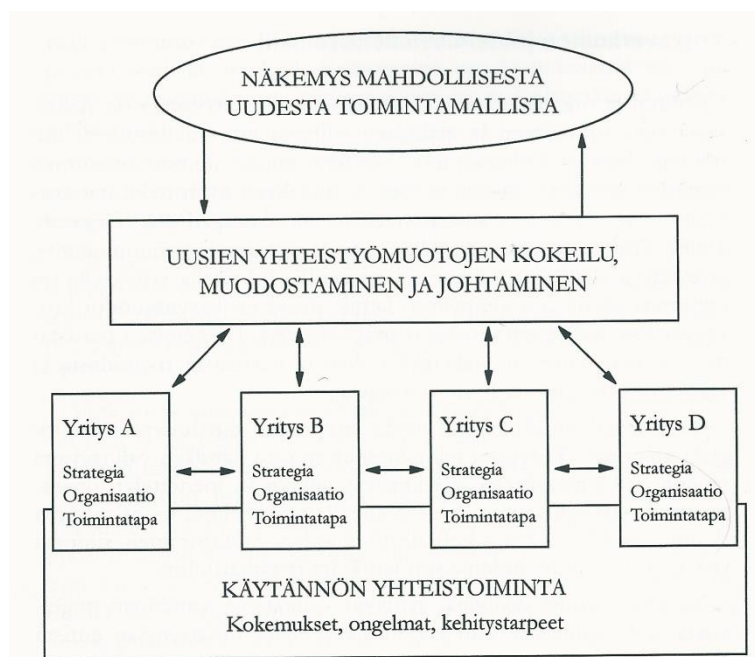 NÄKEMYS MAHDOLLISESTA
UUDESTA TOIMINTAMALLISTA
UUSIEN YHTEISTYÖMUOTOJEN KOKEILU,
MUODOSTAMINEN JA JOHTAMINEN
Yritys A
Strategia
Organisaatio
Toimintatapa
Yritys B
Strategia
Organisaatio
Toimintatapa
Yritys C
Strategia
Organisaatio
Toimintatapa
Yritys D
Strategia
Organisaatio
Toimintatapa
KÄYTÄNNÖN YHTEISTOIMINTA
Kokemukset, ongelmat, kehitystarpeet